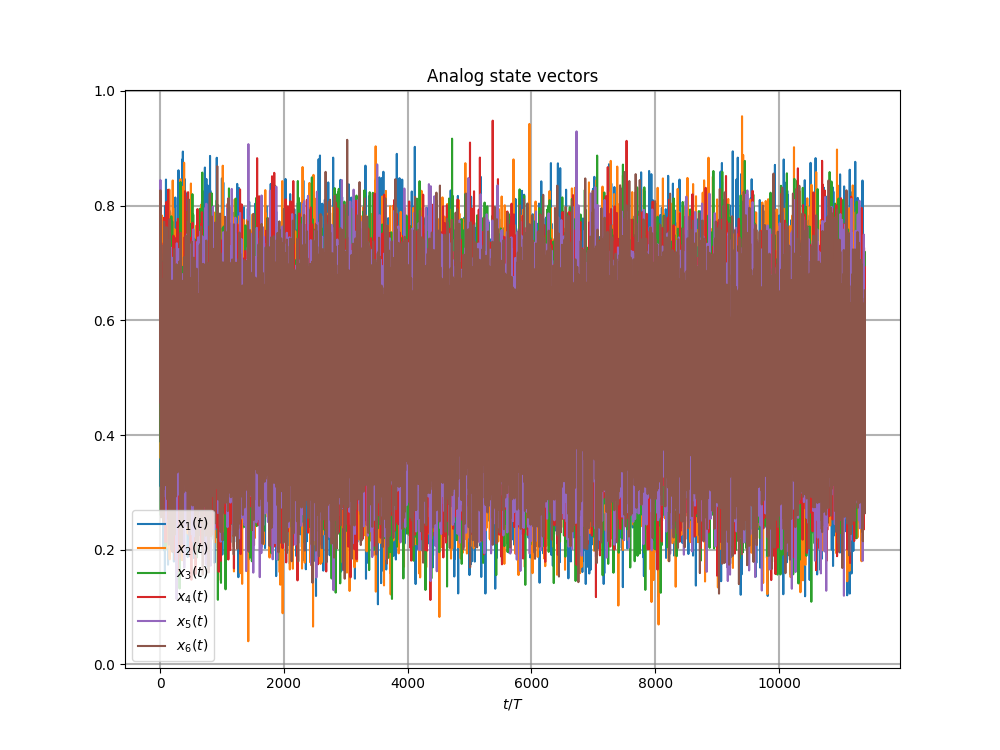 Analog state vectors
1.0
0.8
0.6
0.4
0.2
0.0
x₁(t)
x₂(t)
x₃(t)
x₄(t)
x₅(t)
x₆(t)
0 2000 4000 6000 8000 10000
t/T